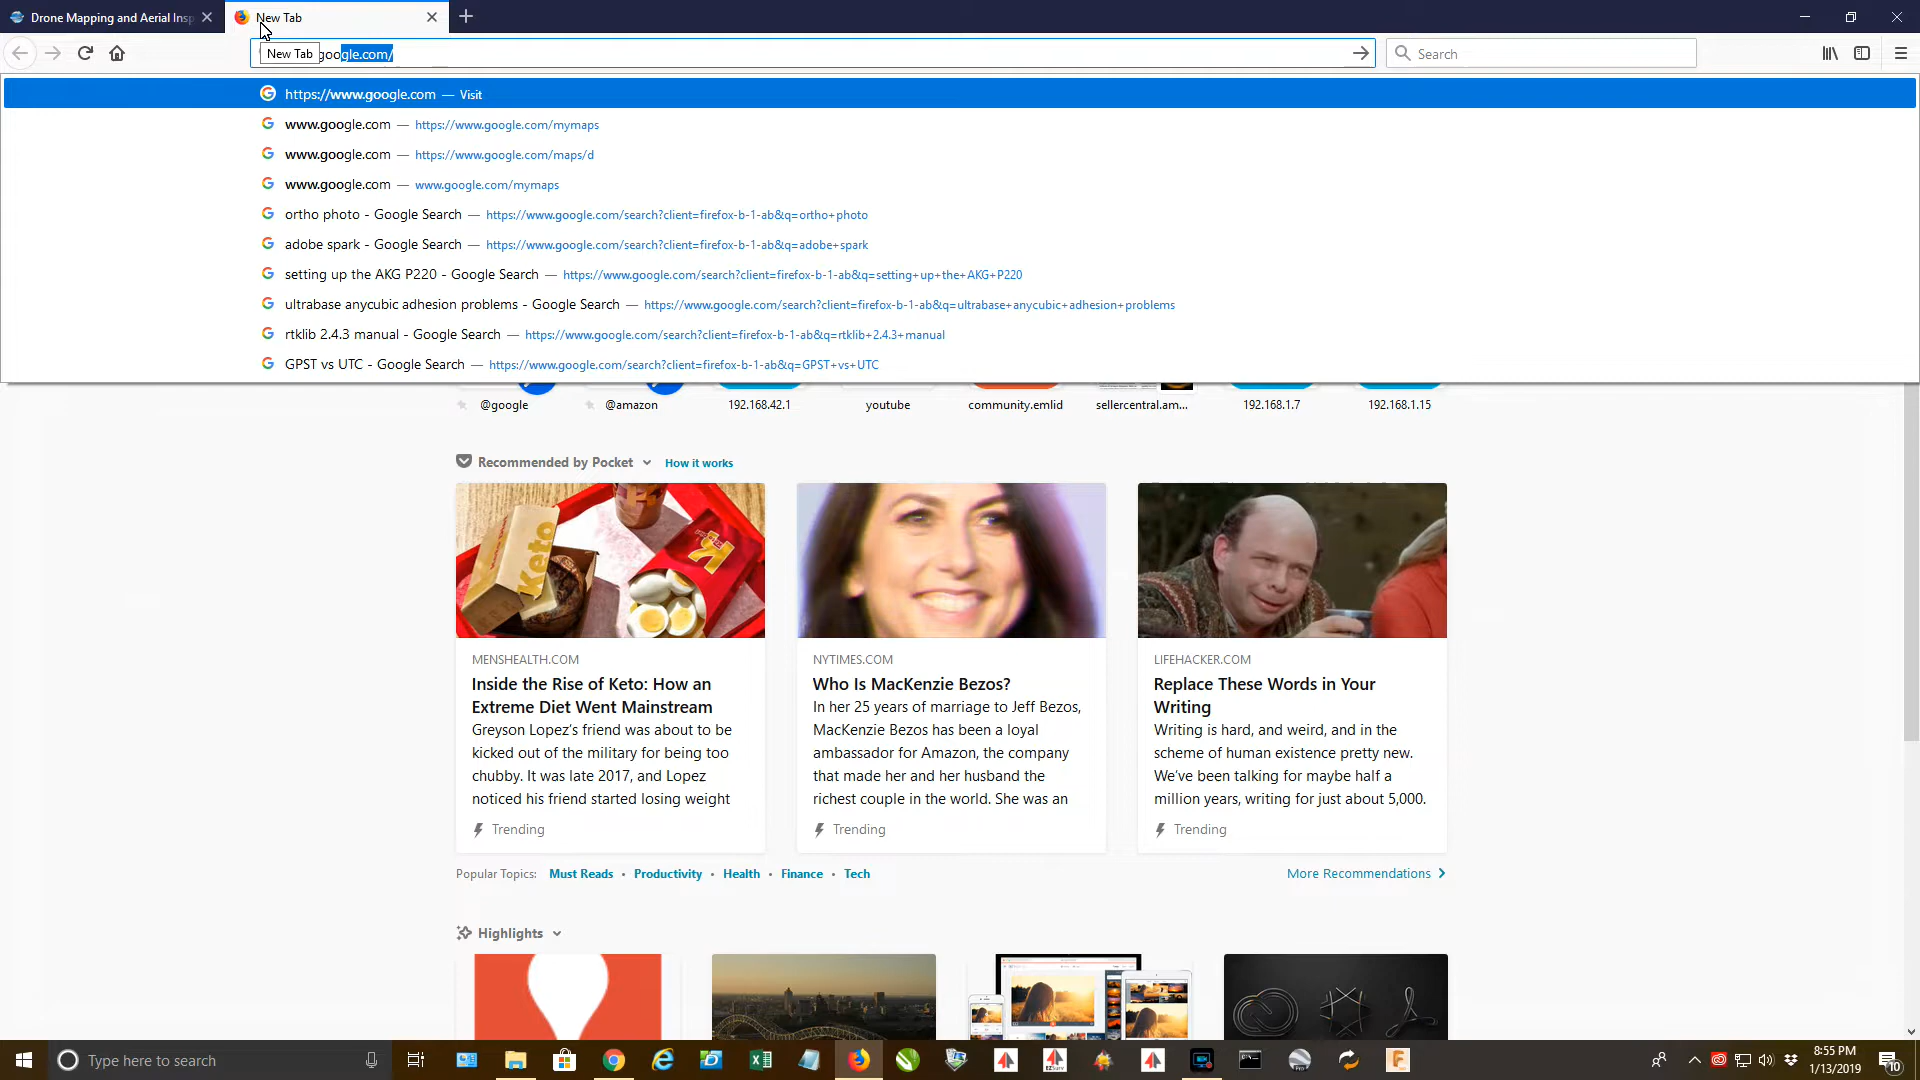 Drone Mapping and Aerial Insp
New Tab
New Tab
google.com/
Search
https://www.google.com — Visit
www.google.com — https://www.google.com/mymaps
www.google.com — https://www.google.com/maps/d
www.google.com — www.google.com/mymaps
ortho photo - Google Search — https://www.google.com/search?client=firefox-b-1-ab&q=ortho+photo
adobe spark - Google Search — https://www.google.com/search?client=firefox-b-1-ab&q=adobe+spark
setting up the AKG P220 - Google Search — https://www.google.com/search?client=firefox-b-1-ab&q=setting+up+the+AKG+P220
ultrabase anycubic adhesion problems - Google Search — https://www.google.com/search?client=firefox-b-1-ab&q=ultrabase+anycubic+adhesion+problems
rtklib 2.4.3 manual - Google Search — https://www.google.com/search?client=firefox-b-1-ab&q=rtklib+2.4.3+manual
GPST vs UTC - Google Search — https://www.google.com/search?client=firefox-b-1-ab&q=GPST+vs+UTC
@google
@amazon
192.168.42.1
youtube
community.emlid
sellercentral.am...
192.168.1.7
192.168.1.15
Recommended by Pocket
How it works
Keto
MENSHEALTH.COM
Inside the Rise of Keto: How an
Extreme Diet Went Mainstream
Greyson Lopez's friend was about to be
kicked out of the military for being too
chubby. It was late 2017, and Lopez
noticed his friend started losing weight
Trending
NYTIMES.COM
Who Is MacKenzie Bezos?
In her 25 years of marriage to Jeff Bezos,
MacKenzie Bezos has been a loyal
ambassador for Amazon, the company
that made her and her husband the
richest couple in the world. She was an
Trending
LIFEHACKER.COM
Replace These Words in Your
Writing
Writing is hard, and weird, and in the
scheme of human existence pretty new.
We've been talking for maybe half a
million years, writing for just about 5,000.
Trending
Popular Topics: Must Reads • Productivity • Health • Finance • Tech
More Recommendations
Highlights
Type here to search
8:55 PM
1/13/2019
10